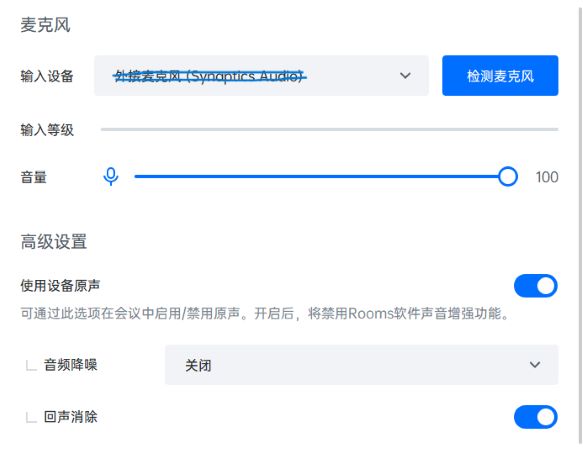 麦克风
输入设备 外接麦克风 (Synaptics Audio) 检测麦克风
输入等级
音量 100
高级设置
使用设备原声
可通过此选项在会议中启用/禁用原声。开启后，将禁用Rooms软件声音增强功能。
音频降噪 关闭
回声消除